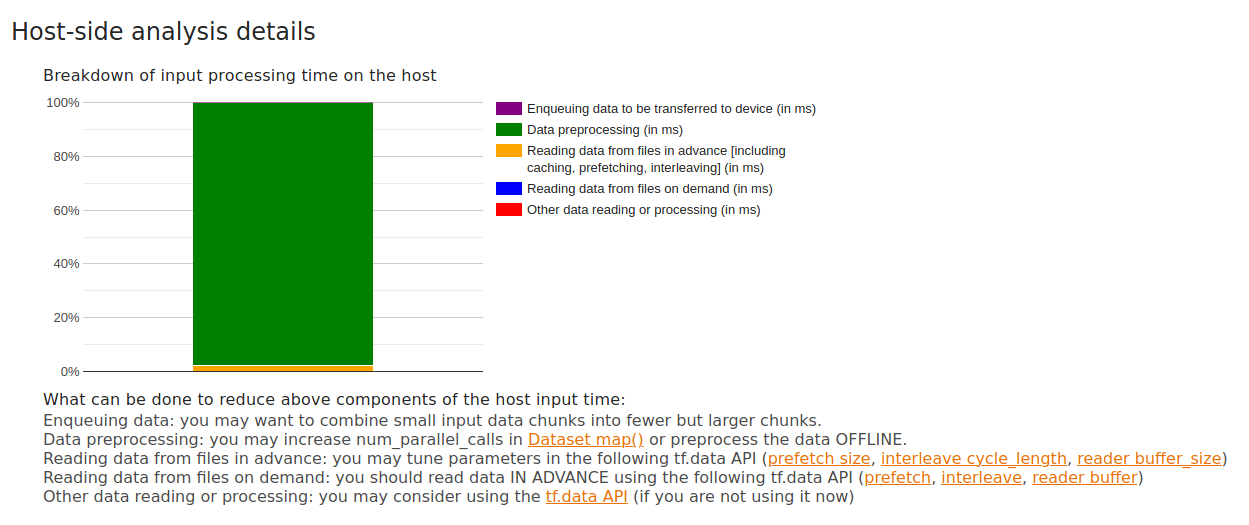 Host-side analysis details
Breakdown of input processing time on the host
100%
80%
60%
40%
20%
0%
Enqueuing data to be transferred to device (in ms)
Data preprocessing (in ms)
Reading data from files in advance [including
caching, prefetching, interleaving] (in ms)
Reading data from files on demand (in ms)
Other data reading or processing (in ms)
What can be done to reduce above components of the host input time:
Enqueuing data: you may want to combine small input data chunks into fewer but larger chunks.
Data preprocessing: you may increase num_parallel_calls in Dataset map() or preprocess the data OFFLINE.
Reading data from files in advance: you may tune parameters in the following tf.data API (prefetch size, interleave cycle_length, reader buffer_size)
Reading data from files on demand: you should read data IN ADVANCE using the following tf.data API (prefetch, interleave, reader buffer)
Other data reading or processing: you may consider using the tf.data API (if you are not using it now)